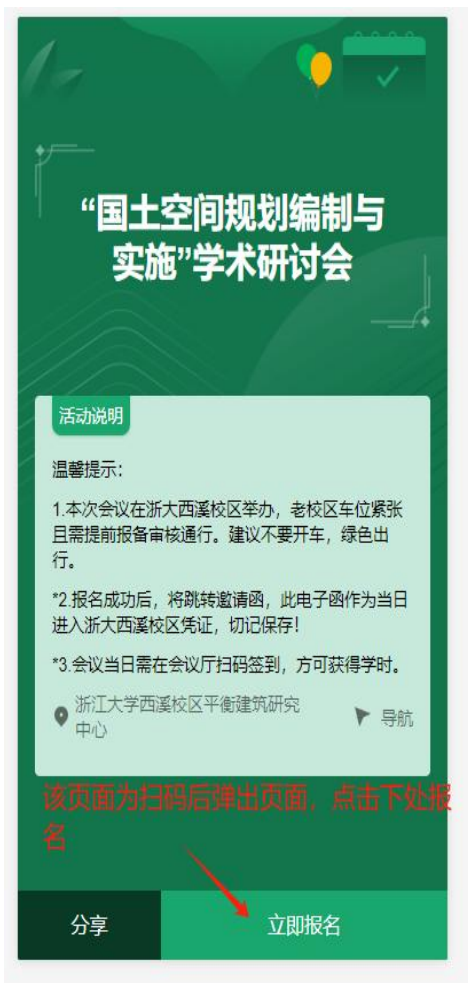 “国土空间规划编制与
实施”学术研讨会
活动说明
温馨提示：
1.本次会议在浙大西溪校区举办，老校区车位紧张
且需提前报备审核通行。建议不要开车，绿色出
行。
*2.报名成功后，将跳转邀请函，此电子函作为当日
进入浙大西溪校区凭证，切记保存！
*3.会议当日需在会议厅扫码签到，方可获得学时。
浙江大学西溪校区平衡建筑研究
中心
导航
该页面为扫码后弹出页面，点击下处报
名
分享
立即报名